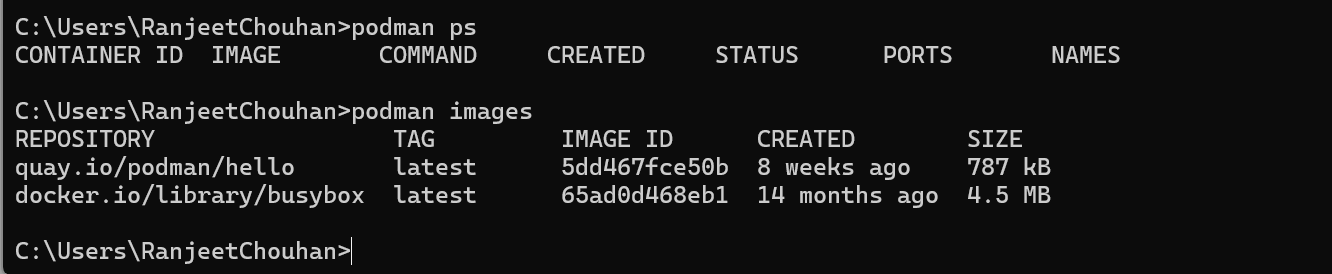 C:\Users\RanjeetChouhan>podman ps
CONTAINER ID  IMAGE       COMMAND     CREATED     STATUS      PORTS       NAMES
C:\Users\RanjeetChouhan>podman images
REPOSITORY                 TAG         IMAGE ID      CREATED        SIZE
quay.io/podman/hello       latest      5dd467fce50b  8 weeks ago    787 kB
docker.io/library/busybox  latest      65ad0d468eb1  14 months ago  4.5 MB
C:\Users\RanjeetChouhan>